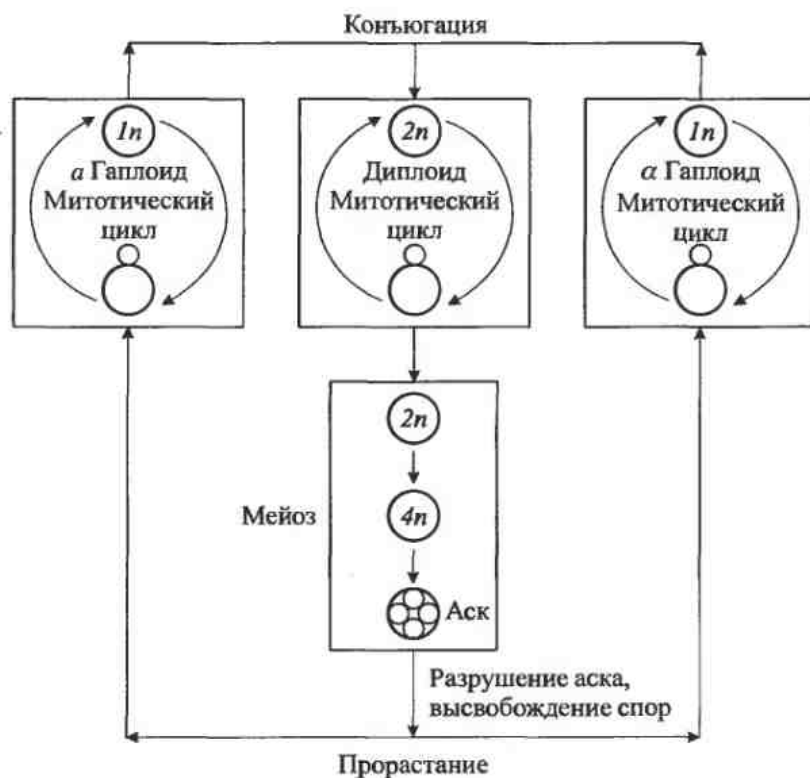 Конъюгация
1n
a Гаплоид
Митотический
цикл
2n
Диплоид
Митотический
цикл
1n
α Гаплоид
Митотический
цикл
2n
Мейоз
4n
Аск
Разрушение аска,
высвобождение спор
Прорастание